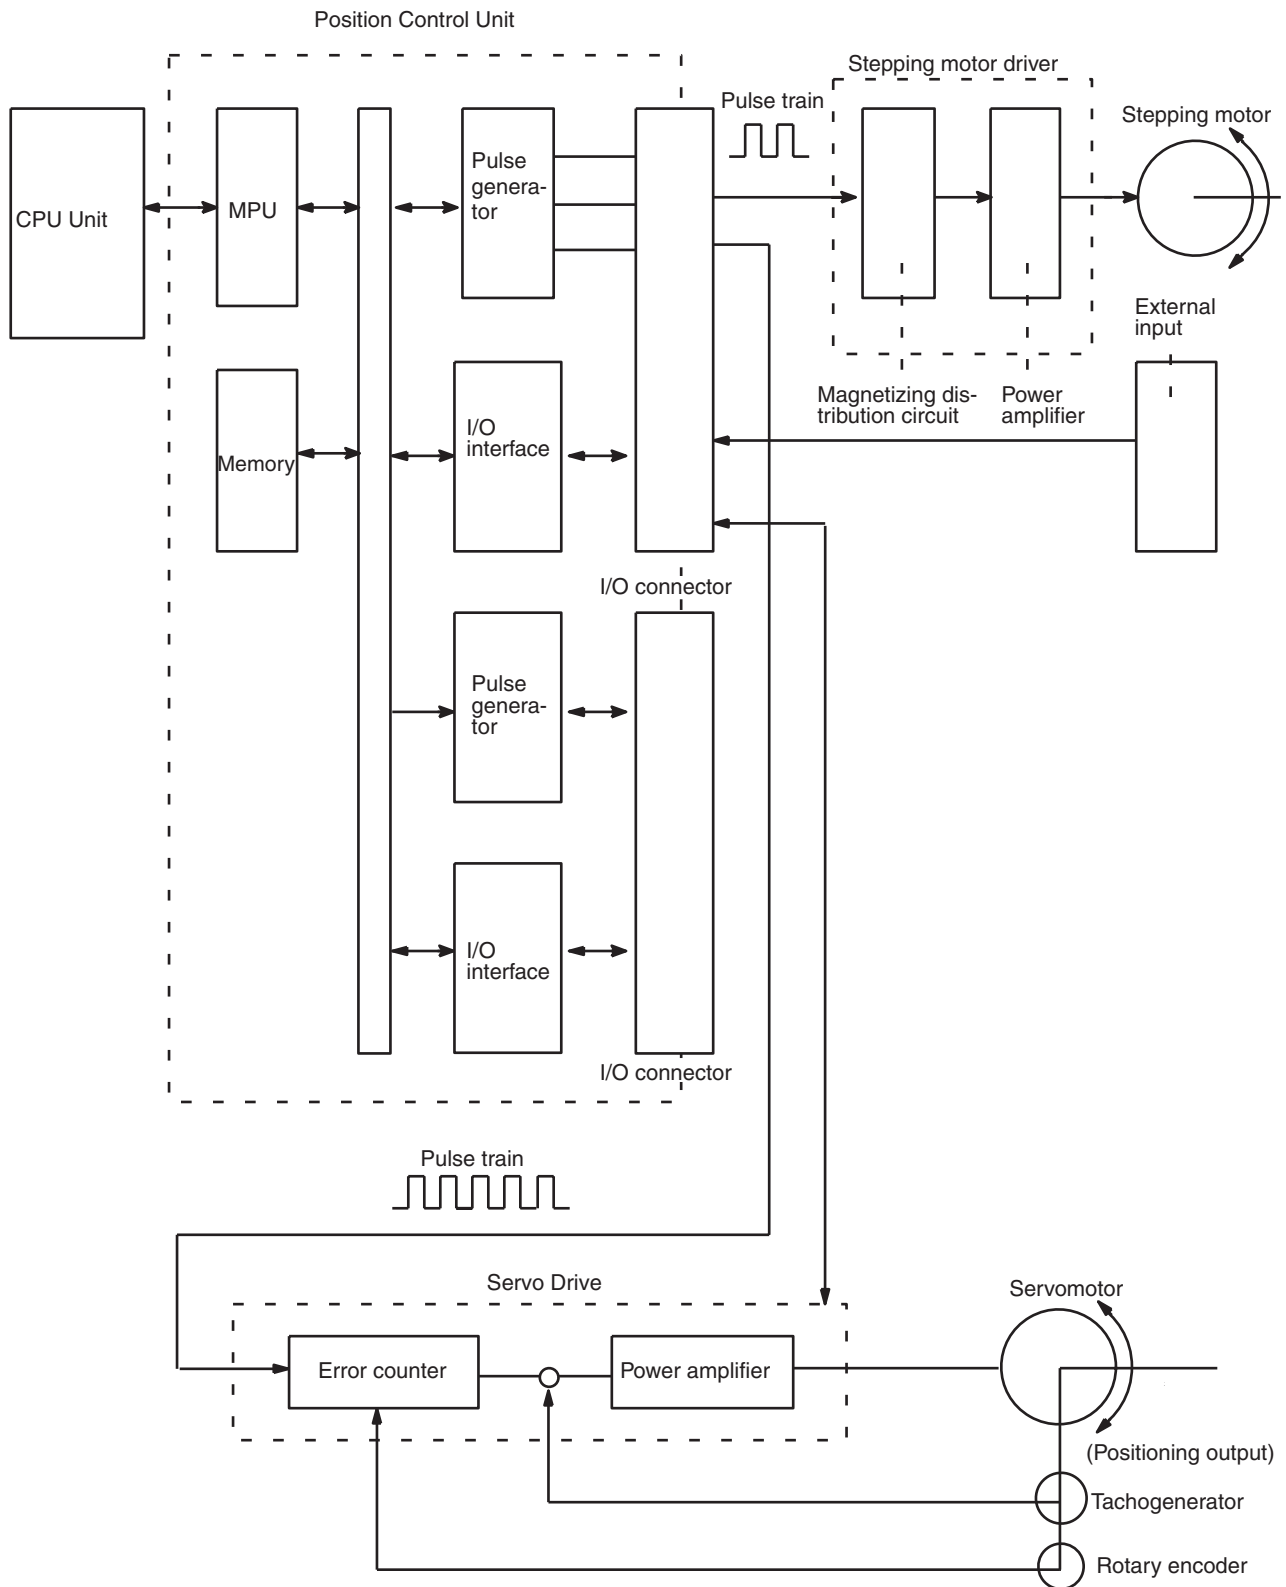 Position Control Unit
Stepping motor driver
Pulse train
Stepping motor
CPU Unit
MPU
Pulse
genera-
tor
External
input
Magnetizing dis-
tribution circuit
Power
amplifier
Memory
I/O
interface
I/O connector
Pulse
genera-
tor
I/O
interface
I/O connector
Pulse train
Servo Drive
Servomotor
Error counter
Power amplifier
(Positioning output)
Tachogenerator
Rotary encoder